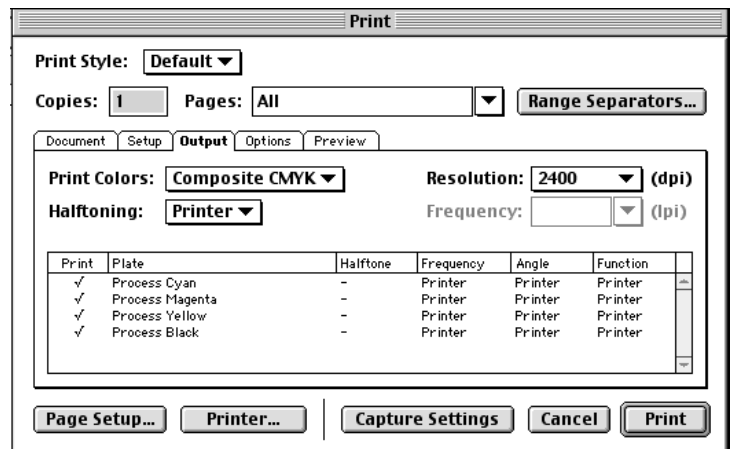 Print
Print Style: Default
Copies: 1 Pages: All Range Separators...
Document Setup Output Options Preview
Print Colors: Composite CMYK Resolution: 2400 (dpi)
Halftoning: Printer Frequency: (lpi)
Print Plate Halftone Frequency Angle Function
√ Process Cyan - Printer Printer Printer
√ Process Magenta - Printer Printer Printer
√ Process Yellow - Printer Printer Printer
√ Process Black - Printer Printer Printer
Page Setup... Printer... Capture Settings Cancel Print